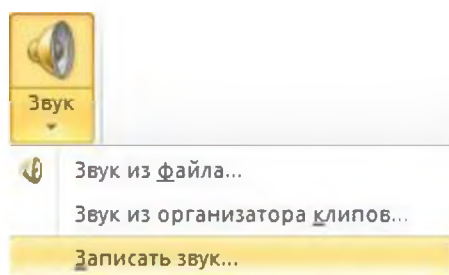 Звук
Звук из файла...
Звук из организатора клипов...
Записать звук...